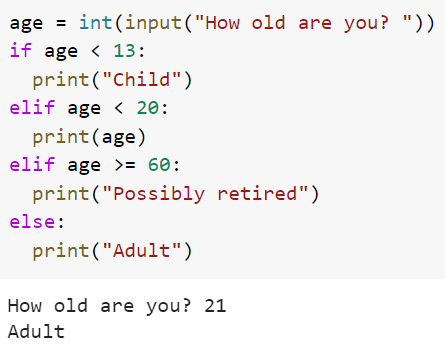 age = int(input("How old are you? "))
if age < 13:
  print("Child")
elif age < 20:
  print(age)
elif age >= 60:
  print("Possibly retired")
else:
  print("Adult")
How old are you? 21
Adult